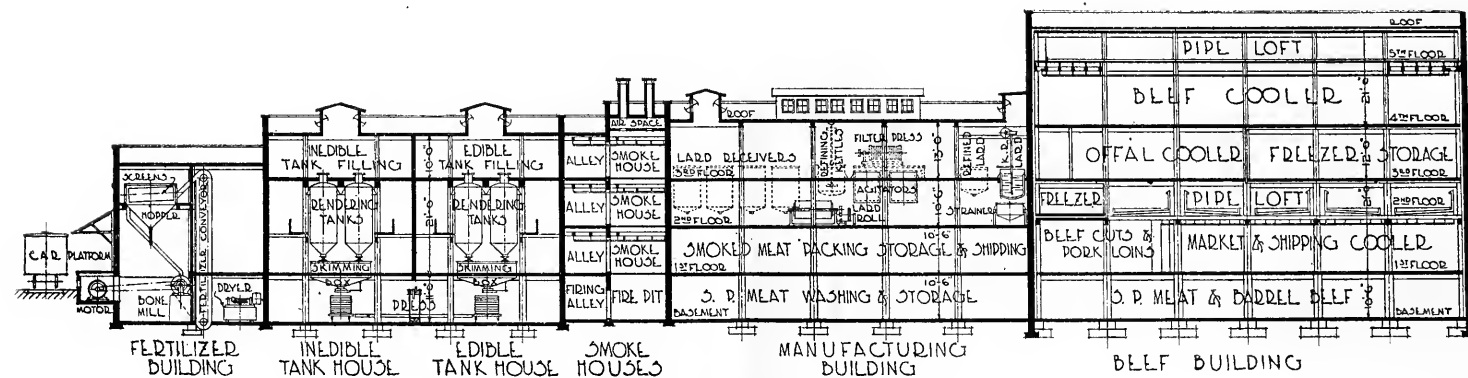 CAR
PLATFORM
MOTOR
SCREENS
HOPPER
BONE
MILL
FERTILIZER CONVEYOR
DRYER
FERTILIZER
BUILDING
INEDIBLE
TANK FILLING
RENDERING
TANKS
SKIMMING
BOX
INEDIBLE
TANK HOUSE
PRESS
EDIBLE
TANK FILLING
RENDERING
TANKS
SKIMMING
BOX
EDIBLE
TANK HOUSE
AIR SPACE
ALLEY
SMOKE
HOUSE
ALLEY
SMOKE
HOUSE
ALLEY
SMOKE
HOUSE
FIRING
ALLEY
FIRE PIT
SMOKE
HOUSES
ROOF
LARD RECEIVERS
3RD FLOOR
REFINING
KETTLES
FILTER PRESS
AGITATORS
LARD
ROLL
REFINED
LARD
K.R.
LARD
STRAINER
2ND FLOOR
10'-6"
SMOKED MEAT PACKING STORAGE & SHIPPING
1ST FLOOR
10'-6"
S. P. MEAT WASHING & STORAGE
BASEMENT
MANUFACTURING
BUILDING
ROOF
PIPE LOFT
5TH FLOOR
BEEF COOLER
4TH FLOOR
OFFAL COOLER
FREEZER STORAGE
3RD FLOOR
FREEZER
PIPE LOFT
2ND FLOOR
BEEF CUTS &
PORK LOINS
MARKET & SHIPPING COOLER
1ST FLOOR
S. P. MEAT & BARREL BEEF
BASEMENT
BEEF BUILDING